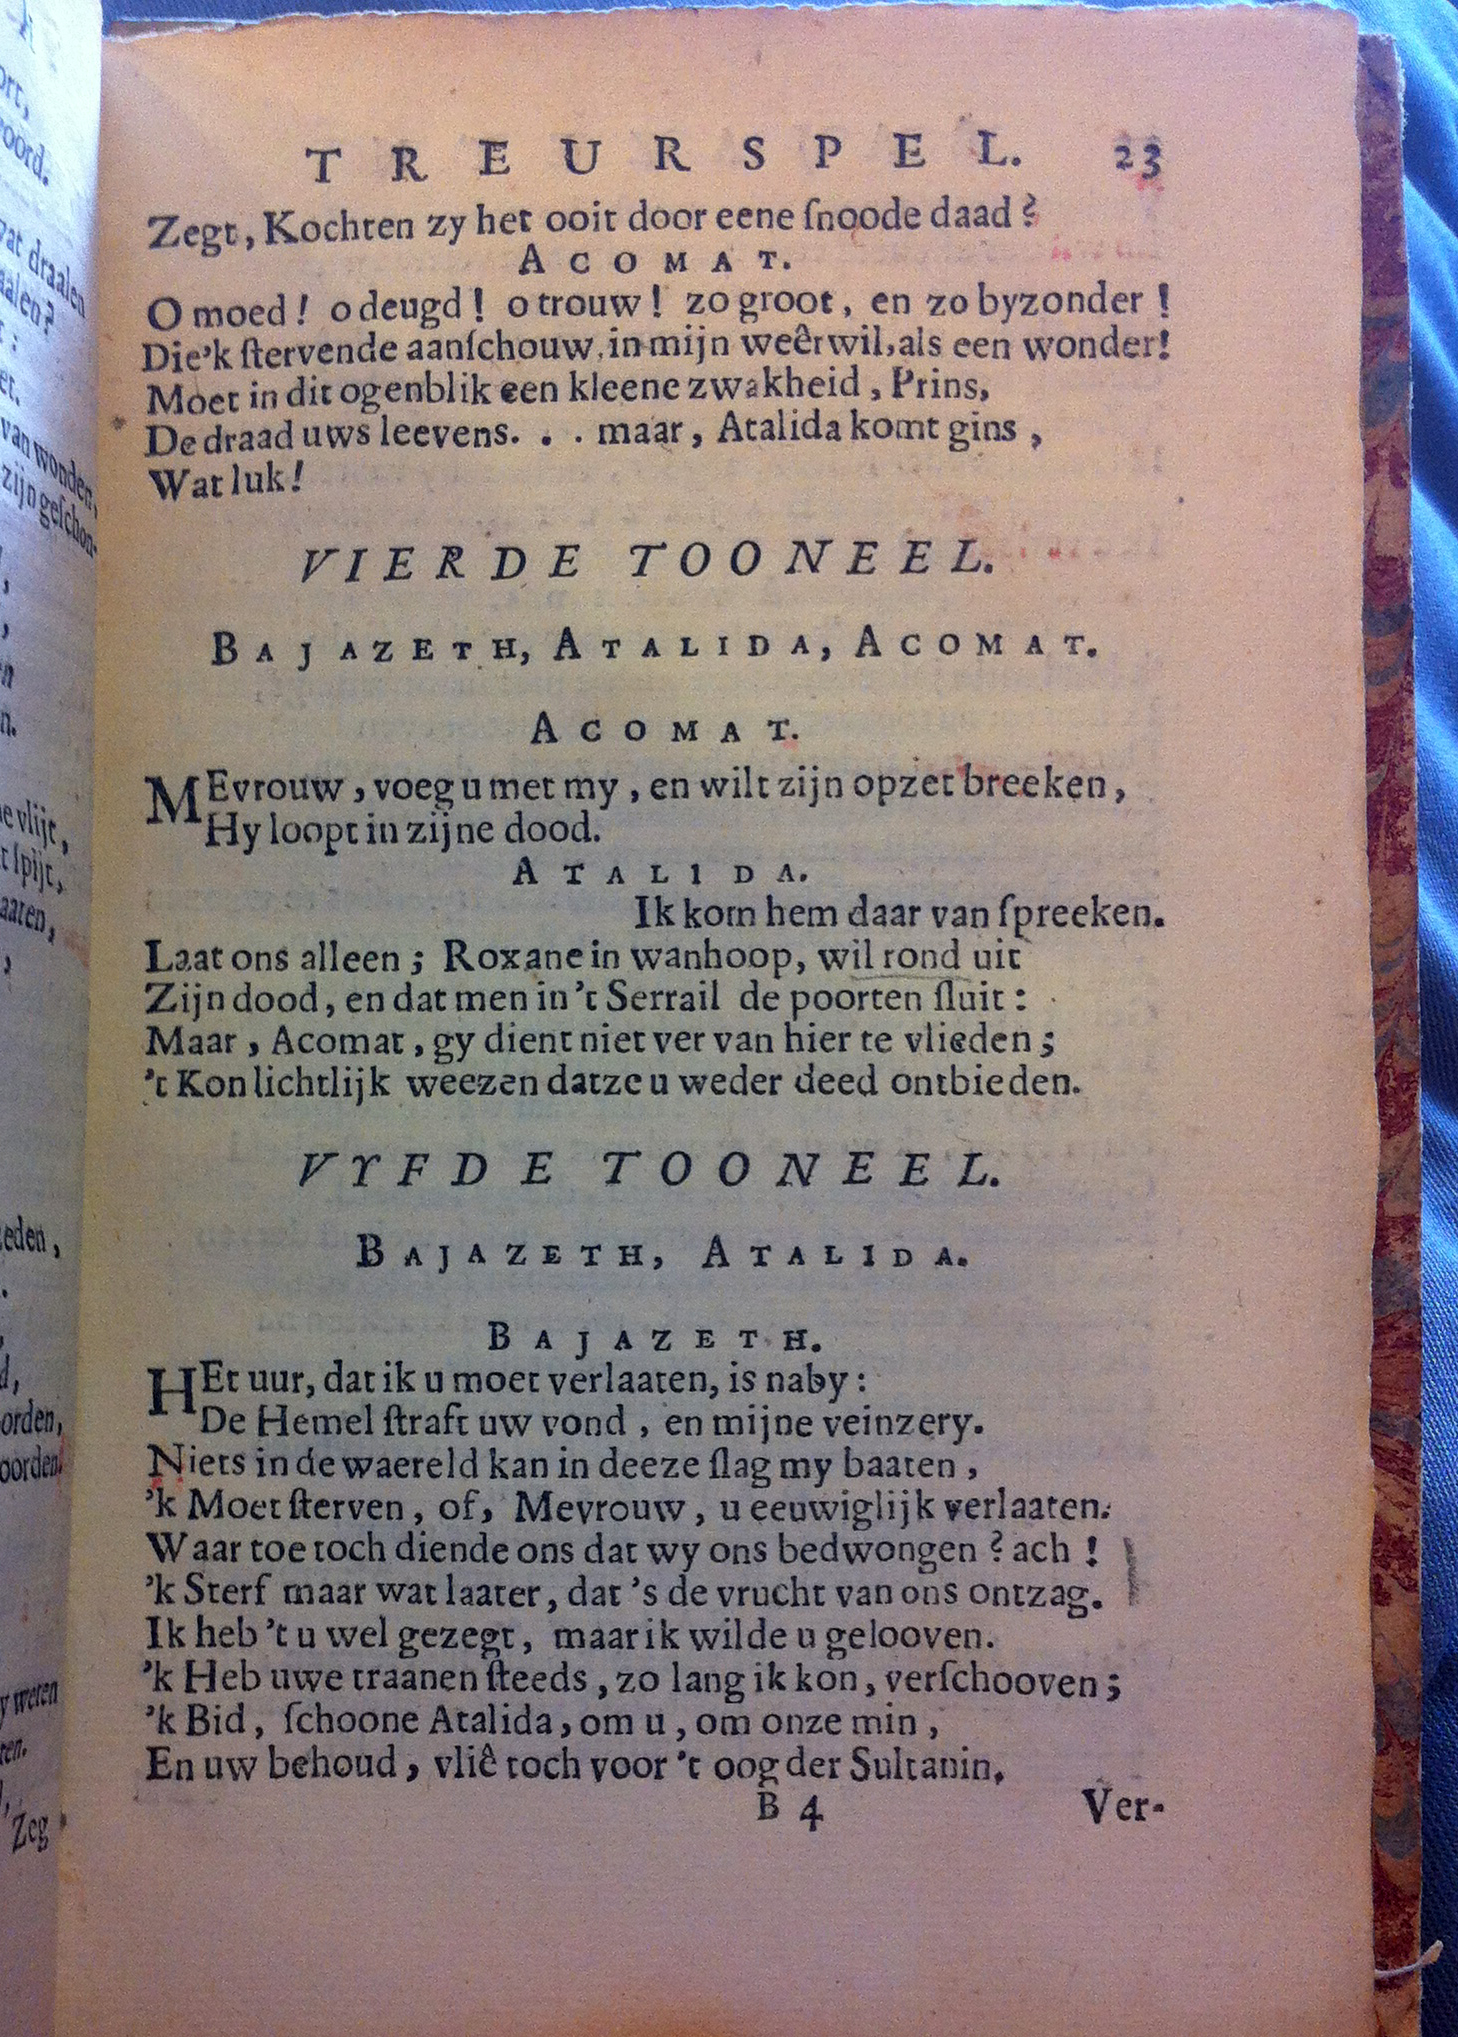 TREURSPEL. 23
Zegt, Kochten zy het ooit door eene ſnoode daad?
ACOMAT.
O moed! o deugd! o trouw! zo groot, en zo byzonder!
Die'k ſtervende aanſchouw, in mijn weêrwil, als een wonder!
Moet in dit ogenblik een kleene zwakheid, Prins,
De draad uws leevens. . . maar, Atalida komt gins,
Wat luk!
VIERDE TOONEEL.
BAJAZETH, ATALIDA, ACOMAT.
ACOMAT.
MEvrouw, voeg u met my, en wilt zijn opzet breeken,
Hy loopt in zijne dood.
ATALIDA.
Ik kom hem daar van ſpreeken.
Laat ons alleen; Roxane in wanhoop, wil rond uit
Zijn dood, en dat men in 't Serrail de poorten ſluit:
Maar, Acomat, gy dient niet ver van hier te vlieden;
't Kon lichtlijk weezen datze u weder deed ontbieden.
VYFDE TOONEEL.
BAJAZETH, ATALIDA.
BAJAZETH.
HEt uur, dat ik u moet verlaaten, is naby:
De Hemel ſtraft uw vond, en mijne veinzery.
Niets in de waereld kan in deeze ſlag my baaten,
'k Moet ſterven, of, Mevrouw, u eeuwiglijk verlaaten.
Waar toe toch diende ons dat wy ons bedwongen? ach!
'k Sterf maar wat laater, dat 's de vrucht van ons ontzag.
Ik heb 't u wel gezegt, maar ik wilde u gelooven.
'k Heb uwe traanen ſteeds, zo lang ik kon, verſchooven;
'k Bid, ſchoone Atalida, om u, om onze min,
En uw behoud, vliê toch voor 't oog der Sultanin,
B 4 Ver-